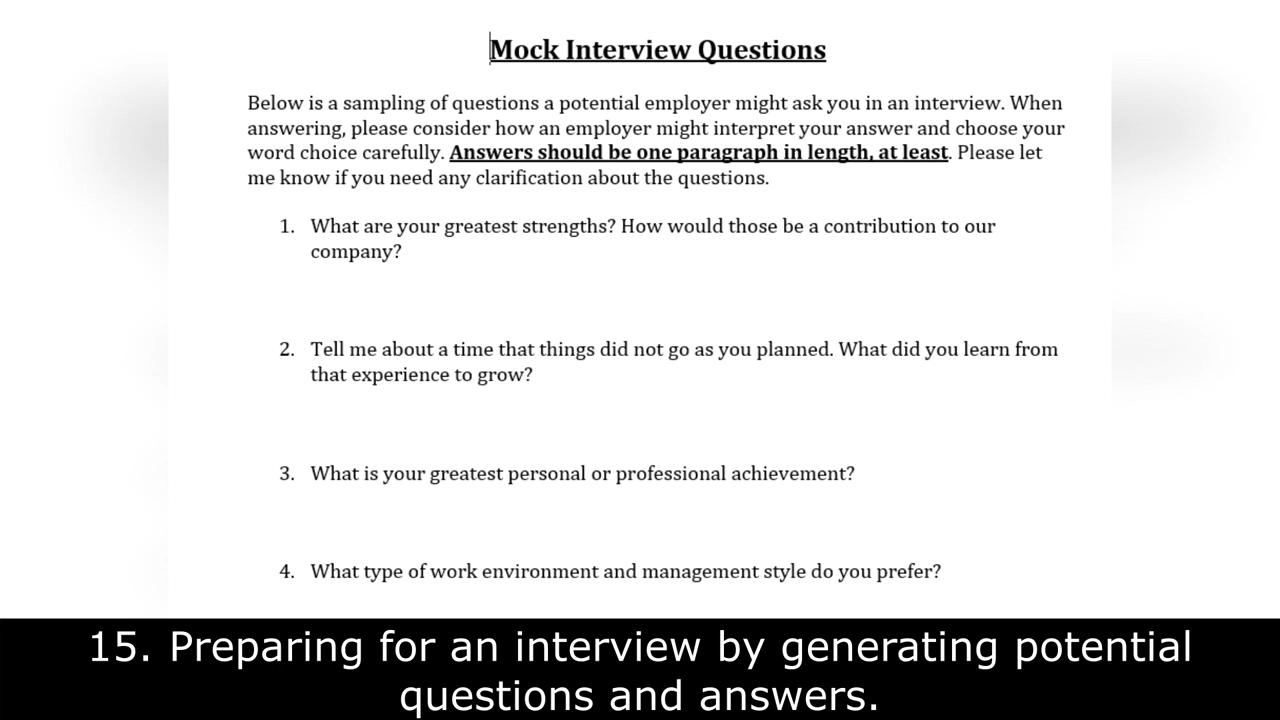 Mock Interview Questions
Below is a sampling of questions a potential employer might ask you in an interview. When
answering, please consider how an employer might interpret your answer and choose your
word choice carefully. Answers should be one paragraph in length, at least. Please let
me know if you need any clarification about the questions.
1. What are your greatest strengths? How would those be a contribution to our
company?
2. Tell me about a time that things did not go as you planned. What did you learn from
that experience to grow?
3. What is your greatest personal or professional achievement?
4. What type of work environment and management style do you prefer?
15. Preparing for an interview by generating potential
questions and answers.